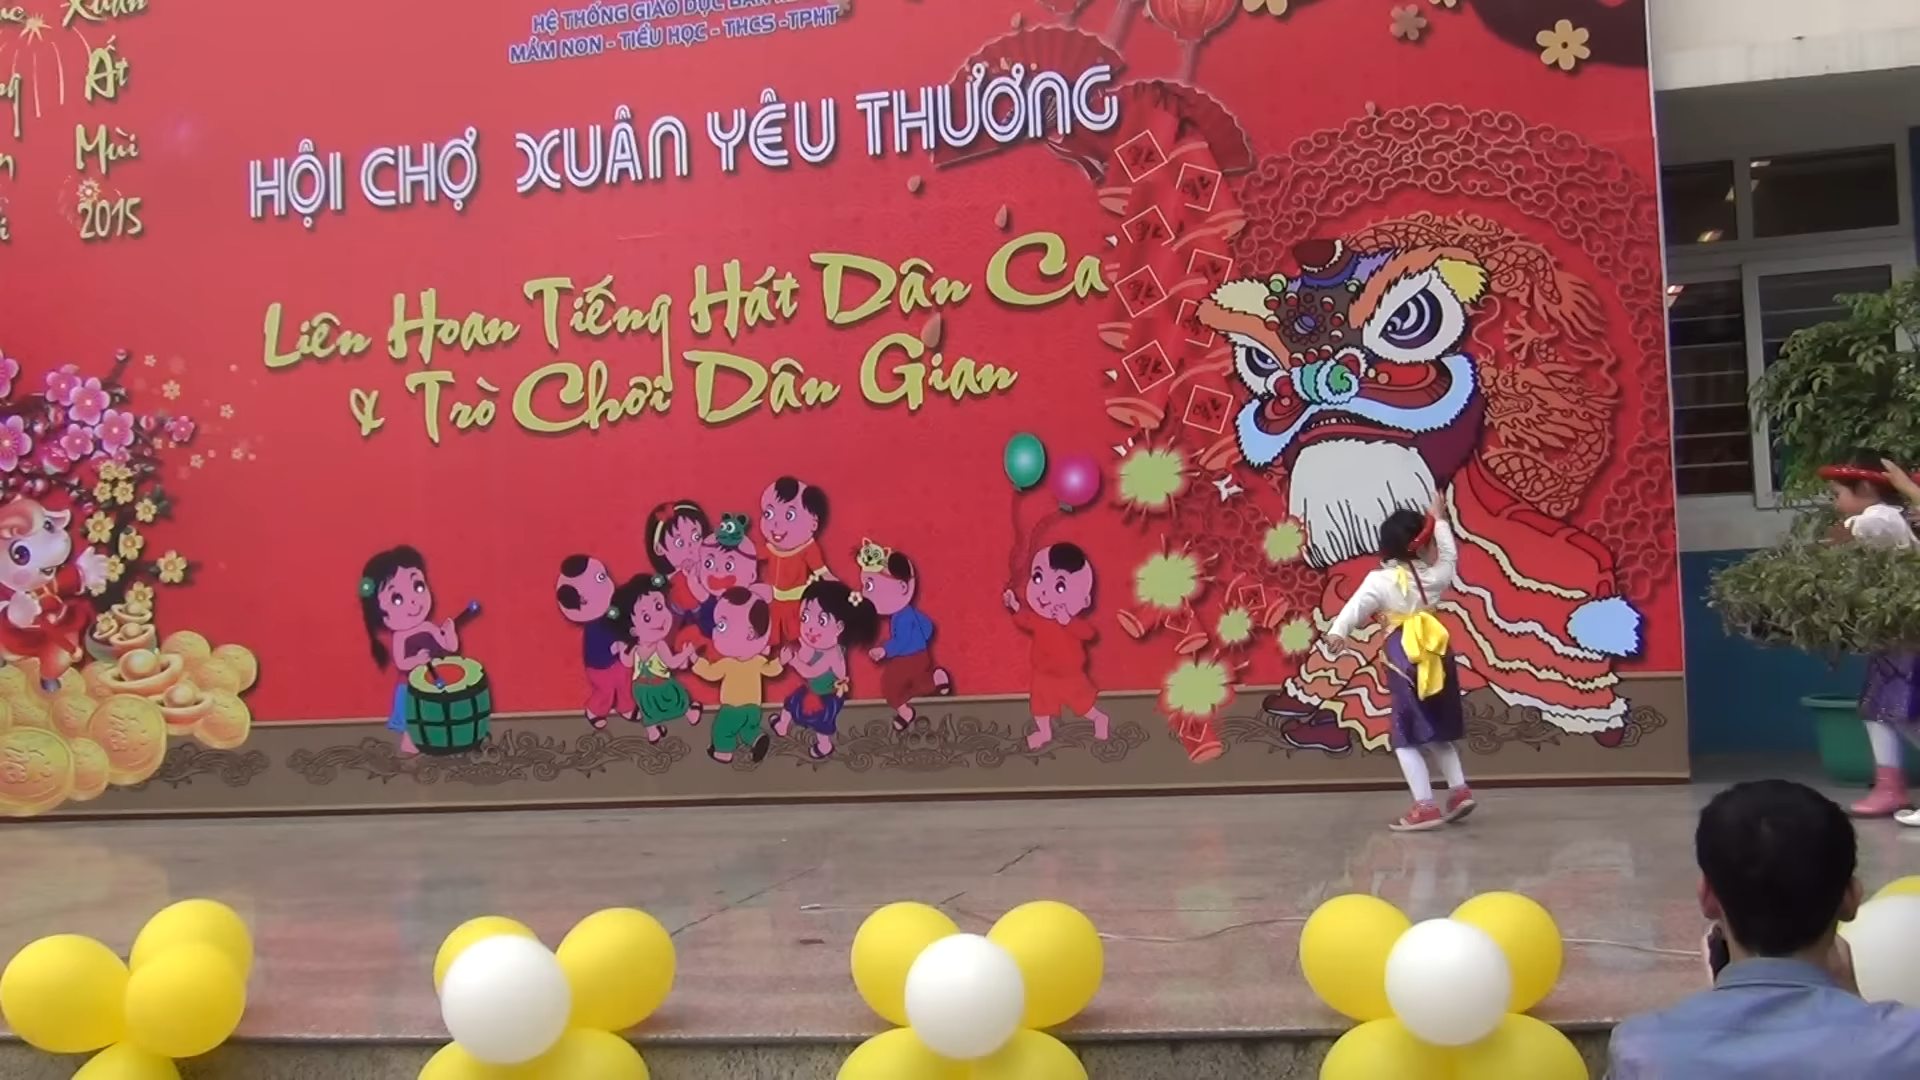 Xuân
Ất
Mùi
2015
HỆ THỐNG GIÁO DỤC
MẦM NON - TIỂU HỌC - THCS -TPHT
HỘI CHỢ XUÂN YÊU THƯƠNG
Liên Hoan Tiếng Hát Dân Ca
& Trò Chơi Dân Gian